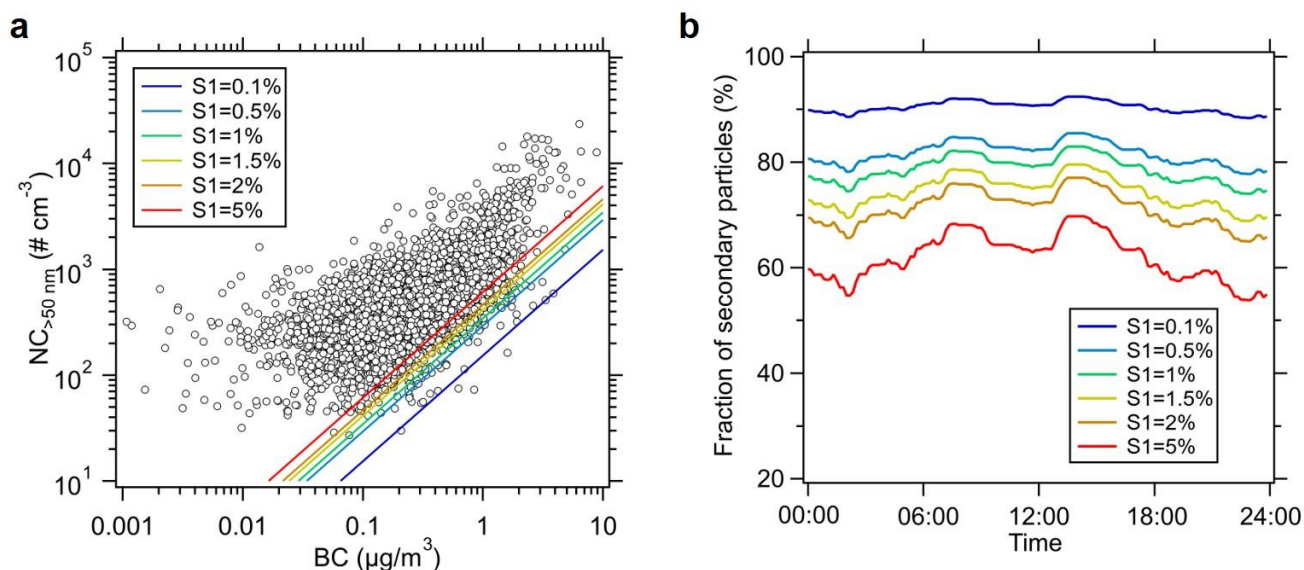 a
NC>50 nm (# cm-3)
10^5
10^4
10^3
10^2
10^1
S1=0.1%
S1=0.5%
S1=1%
S1=1.5%
S1=2%
S1=5%
0.001
0.01
0.1
1
10
BC (µg/m3)
b
Fraction of secondary particles (%)
100
80
60
40
20
S1=0.1%
S1=0.5%
S1=1%
S1=1.5%
S1=2%
S1=5%
00:00
06:00
12:00
18:00
24:00
Time